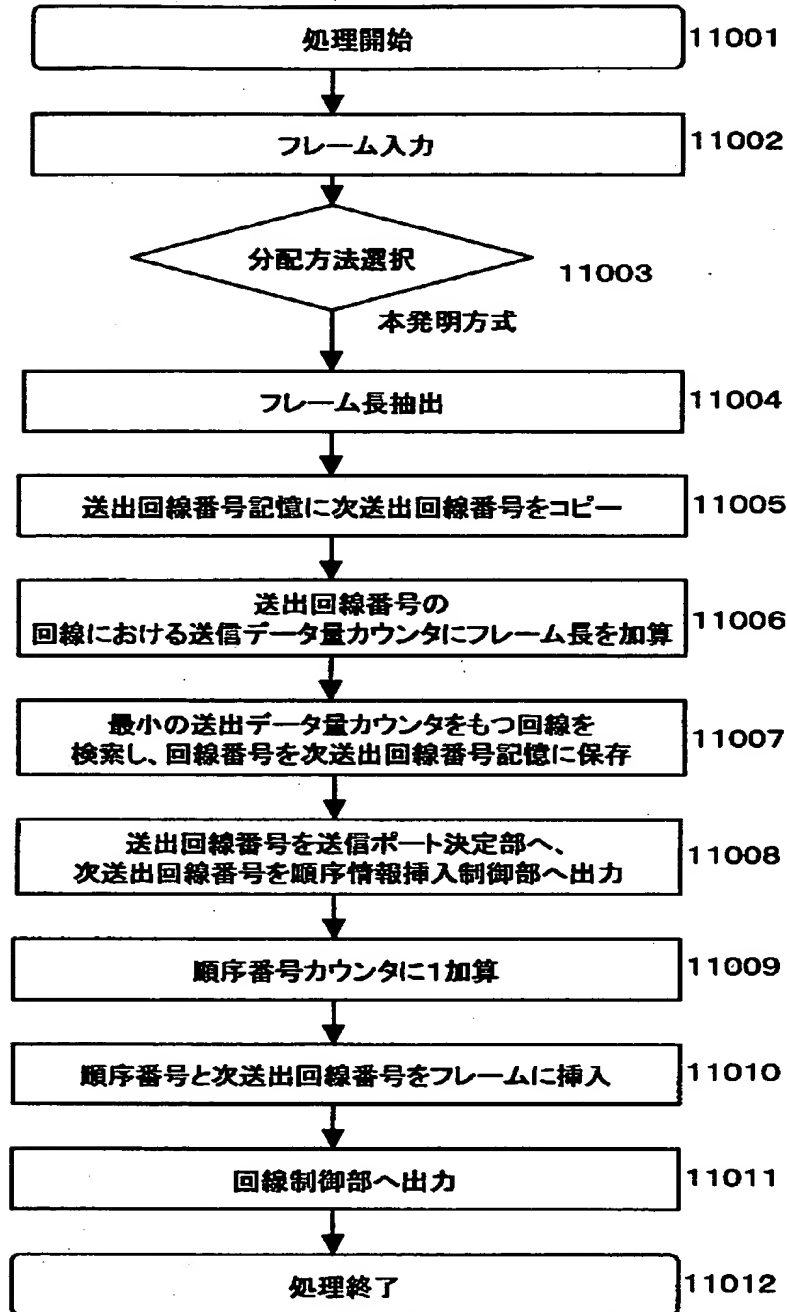 処理開始 11001
フレーム入力 11002
分配方法選択 11003
本発明方式
フレーム長抽出 11004
送出回線番号記憶に次送出回線番号をコピー 11005
送出回線番号の
回線における送信データ量カウンタにフレーム長を加算 11006
最小の送出データ量カウンタをもつ回線を
検索し、回線番号を次送出回線番号記憶に保存 11007
送出回線番号を送信ポート決定部へ、
次送出回線番号を順序情報挿入制御部へ出力 11008
順序番号カウンタに1加算 11009
順序番号と次送出回線番号をフレームに挿入 11010
回線制御部へ出力 11011
処理終了 11012